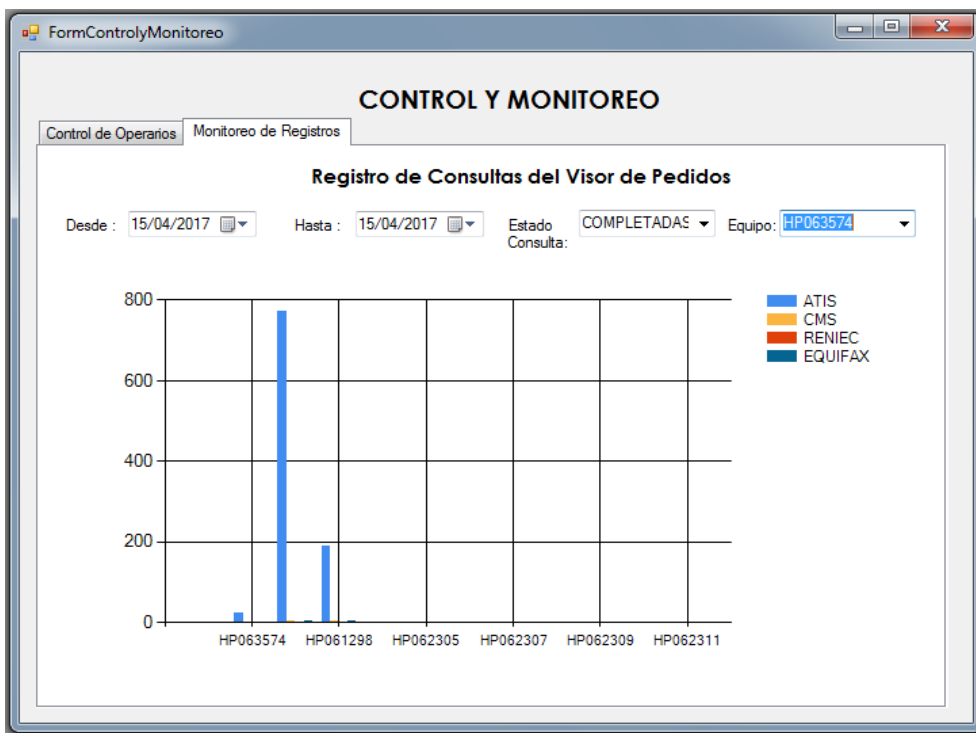 FormControlyMonitoreo
CONTROL Y MONITOREO
Control de Operarios Monitoreo de Registros
Registro de Consultas del Visor de Pedidos
Desde : 15/04/2017 Hasta : 15/04/2017 Estado Consulta: COMPLETADAS Equipo: HP063574
800
600
400
200
0
HP063574 HP061298 HP062305 HP062307 HP062309 HP062311
ATIS
CMS
RENIEC
EQUIFAX